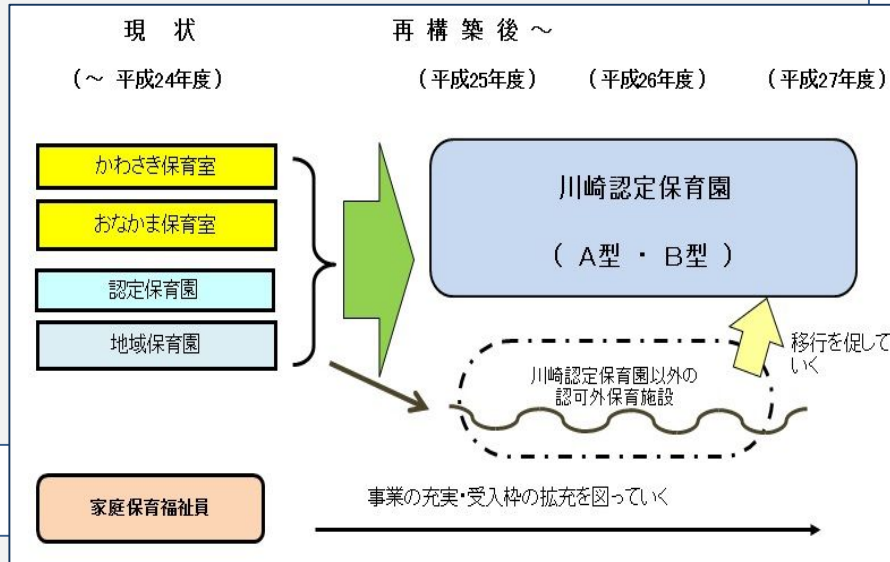 現 状
再 構 築 後 ～
(～ 平成24年度)
(平成25年度)
(平成26年度)
(平成27年度)
かわさき保育室
おなかま保育室
認定保育園
地域保育園
川崎認定保育園
( A型 ・ B型 )
移行を促して
いく
川崎認定保育園以外の
認可外保育施設
家庭保育福祉員
事業の充実・受入枠の拡充を図っていく